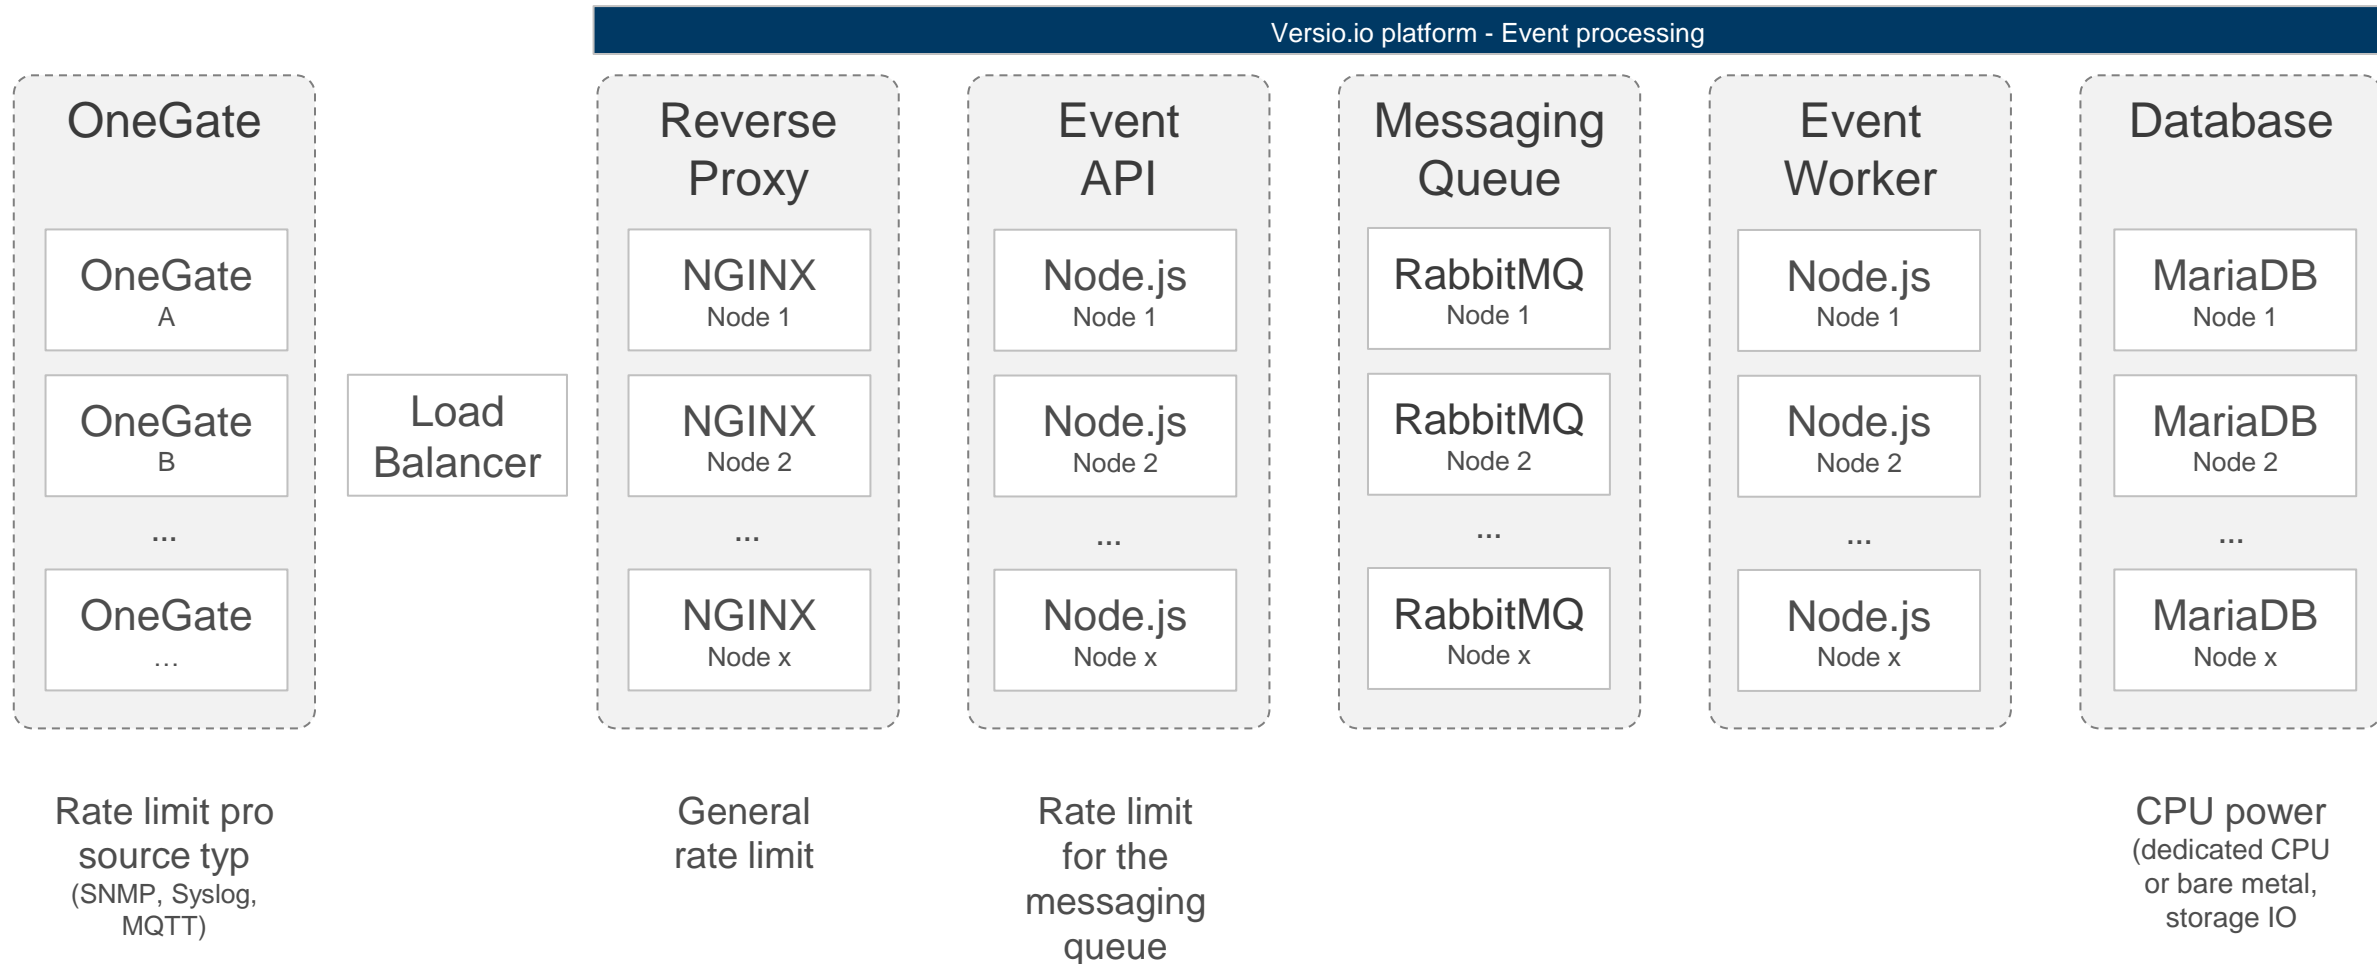 Versio.io platform - Event processing
OneGate
OneGate
A
OneGate
B
...
OneGate
...
Rate limit pro
source typ
(SNMP, Syslog,
MQTT)
Load
Balancer
Reverse
Proxy
NGINX
Node 1
NGINX
Node 2
...
NGINX
Node x
General
rate limit
Event
API
Node.js
Node 1
Node.js
Node 2
...
Node.js
Node x
Rate limit
for the
messaging
queue
Messaging
Queue
RabbitMQ
Node 1
RabbitMQ
Node 2
...
RabbitMQ
Node x
Event
Worker
Node.js
Node 1
Node.js
Node 2
...
Node.js
Node x
Database
MariaDB
Node 1
MariaDB
Node 2
...
MariaDB
Node x
CPU power
(dedicated CPU
or bare metal,
storage IO